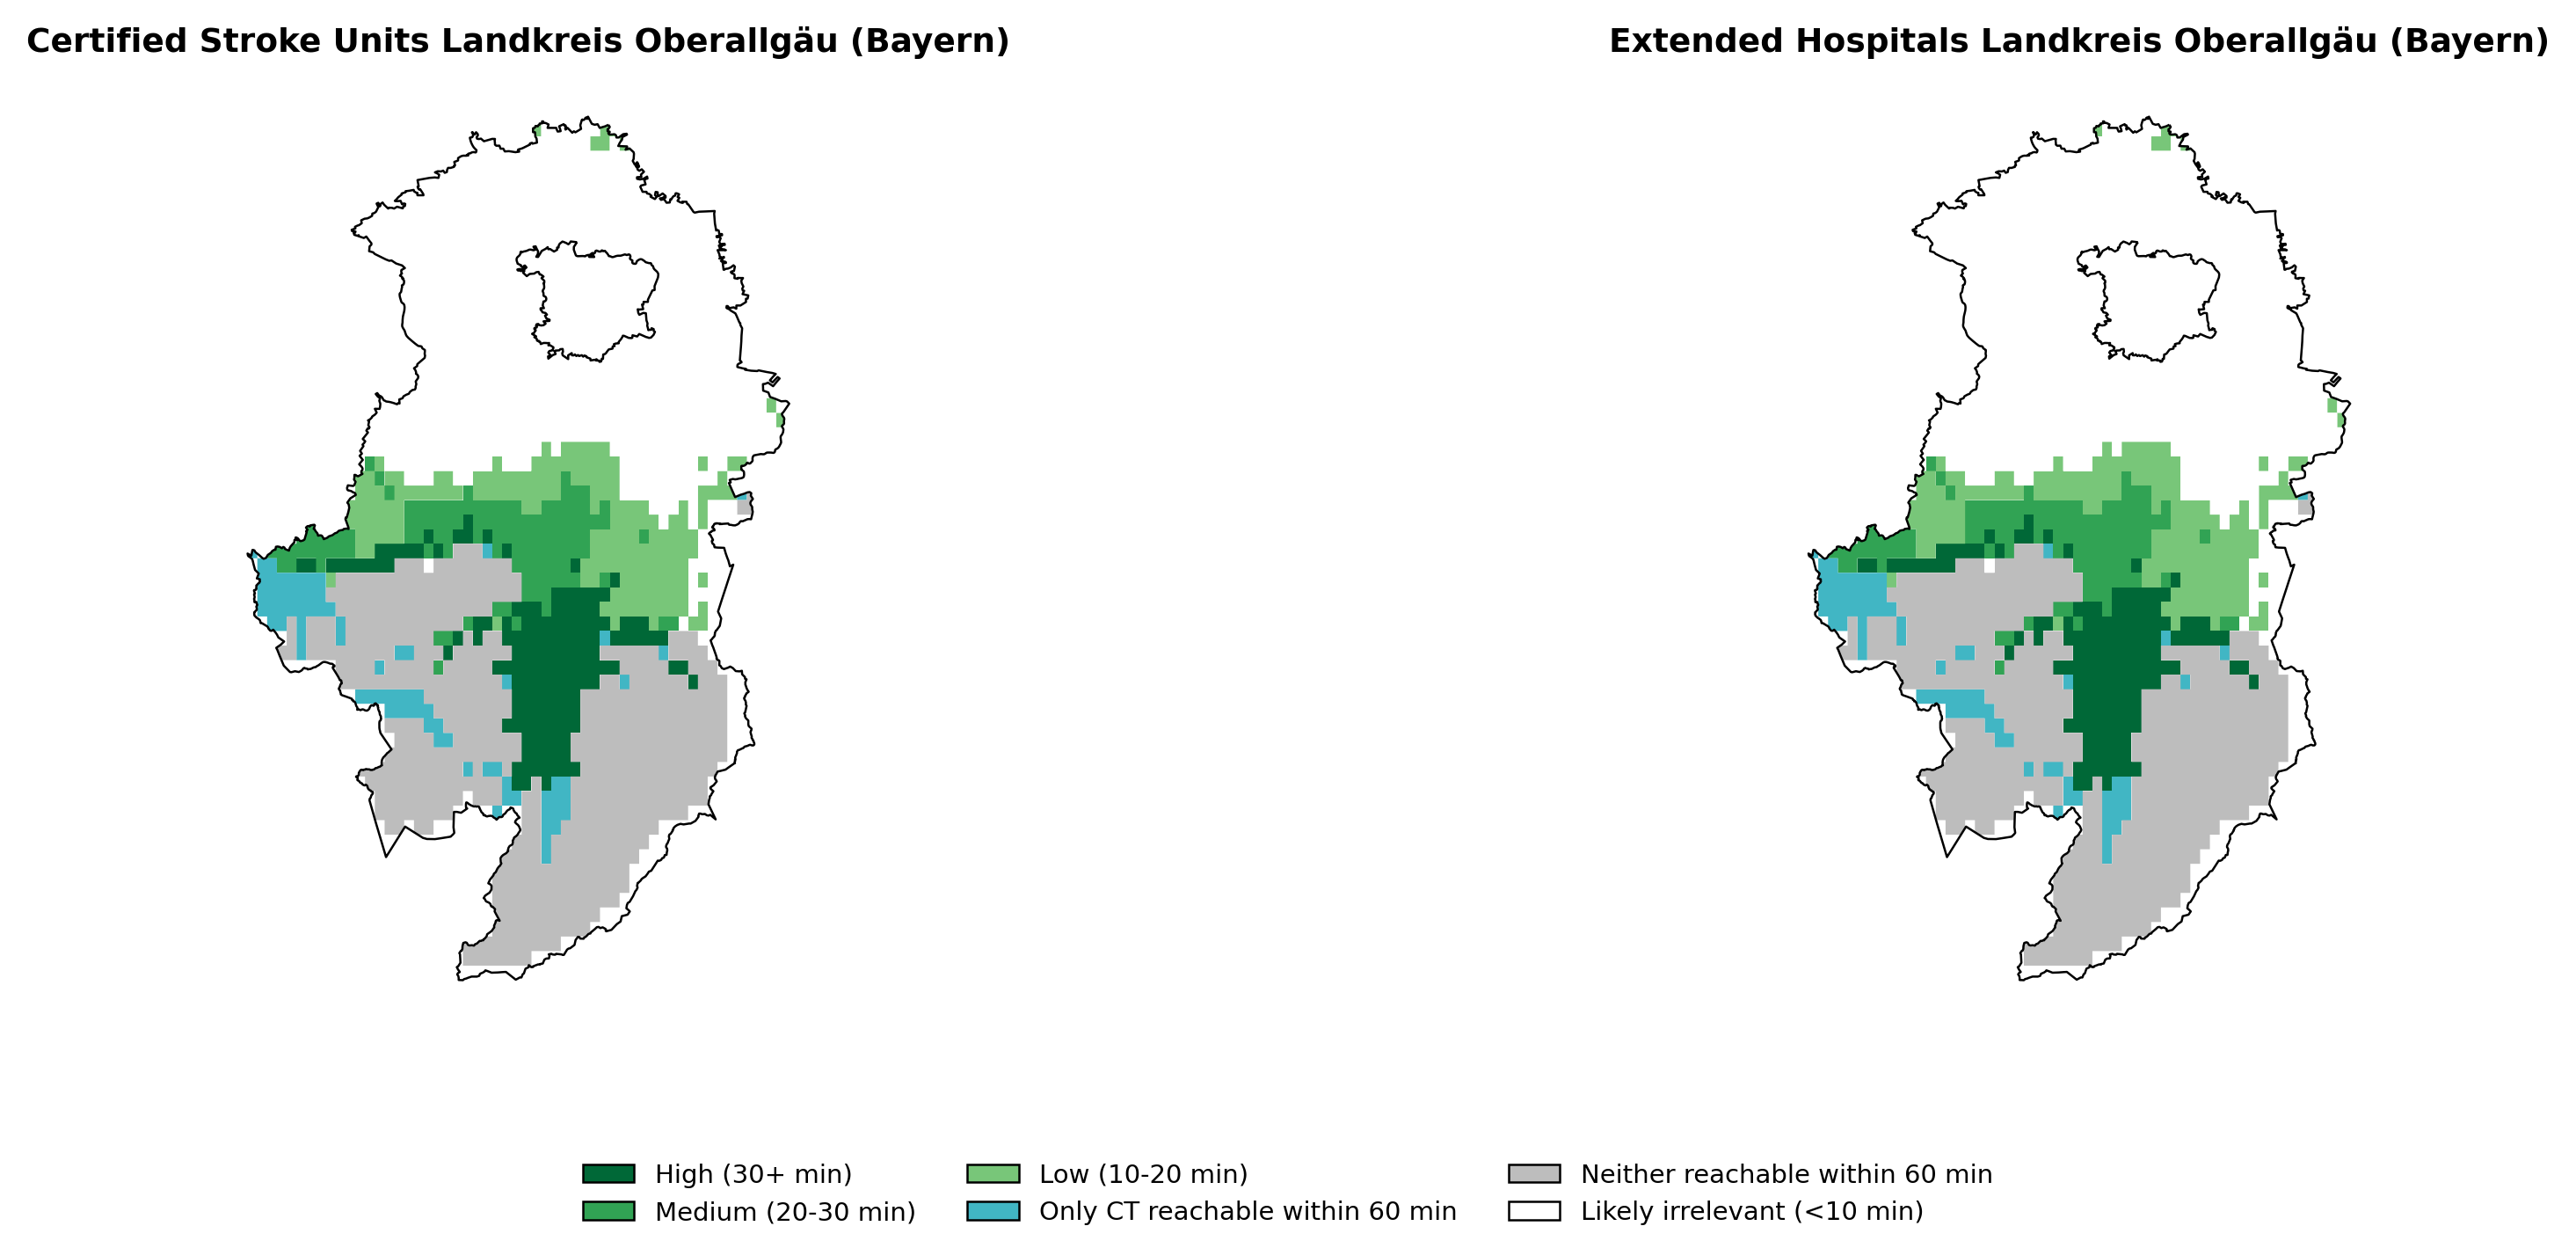 Certified Stroke Units Landkreis Oberallgäu (Bayern)
Extended Hospitals Landkreis Oberallgäu (Bayern)
High (30+ min)
Medium (20-30 min)
Low (10-20 min)
Only CT reachable within 60 min
Neither reachable within 60 min
Likely irrelevant (<10 min)